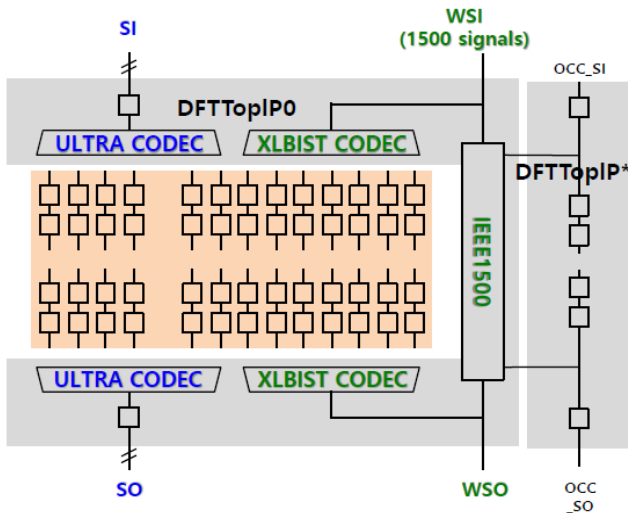 SI
WSI
(1500 signals)
OCC_SI
DFTTopIP0
ULTRA CODEC
XLBIST CODEC
DFTTopIP*
IEEE1500
ULTRA CODEC
XLBIST CODEC
SO
WSO
OCC
_SO